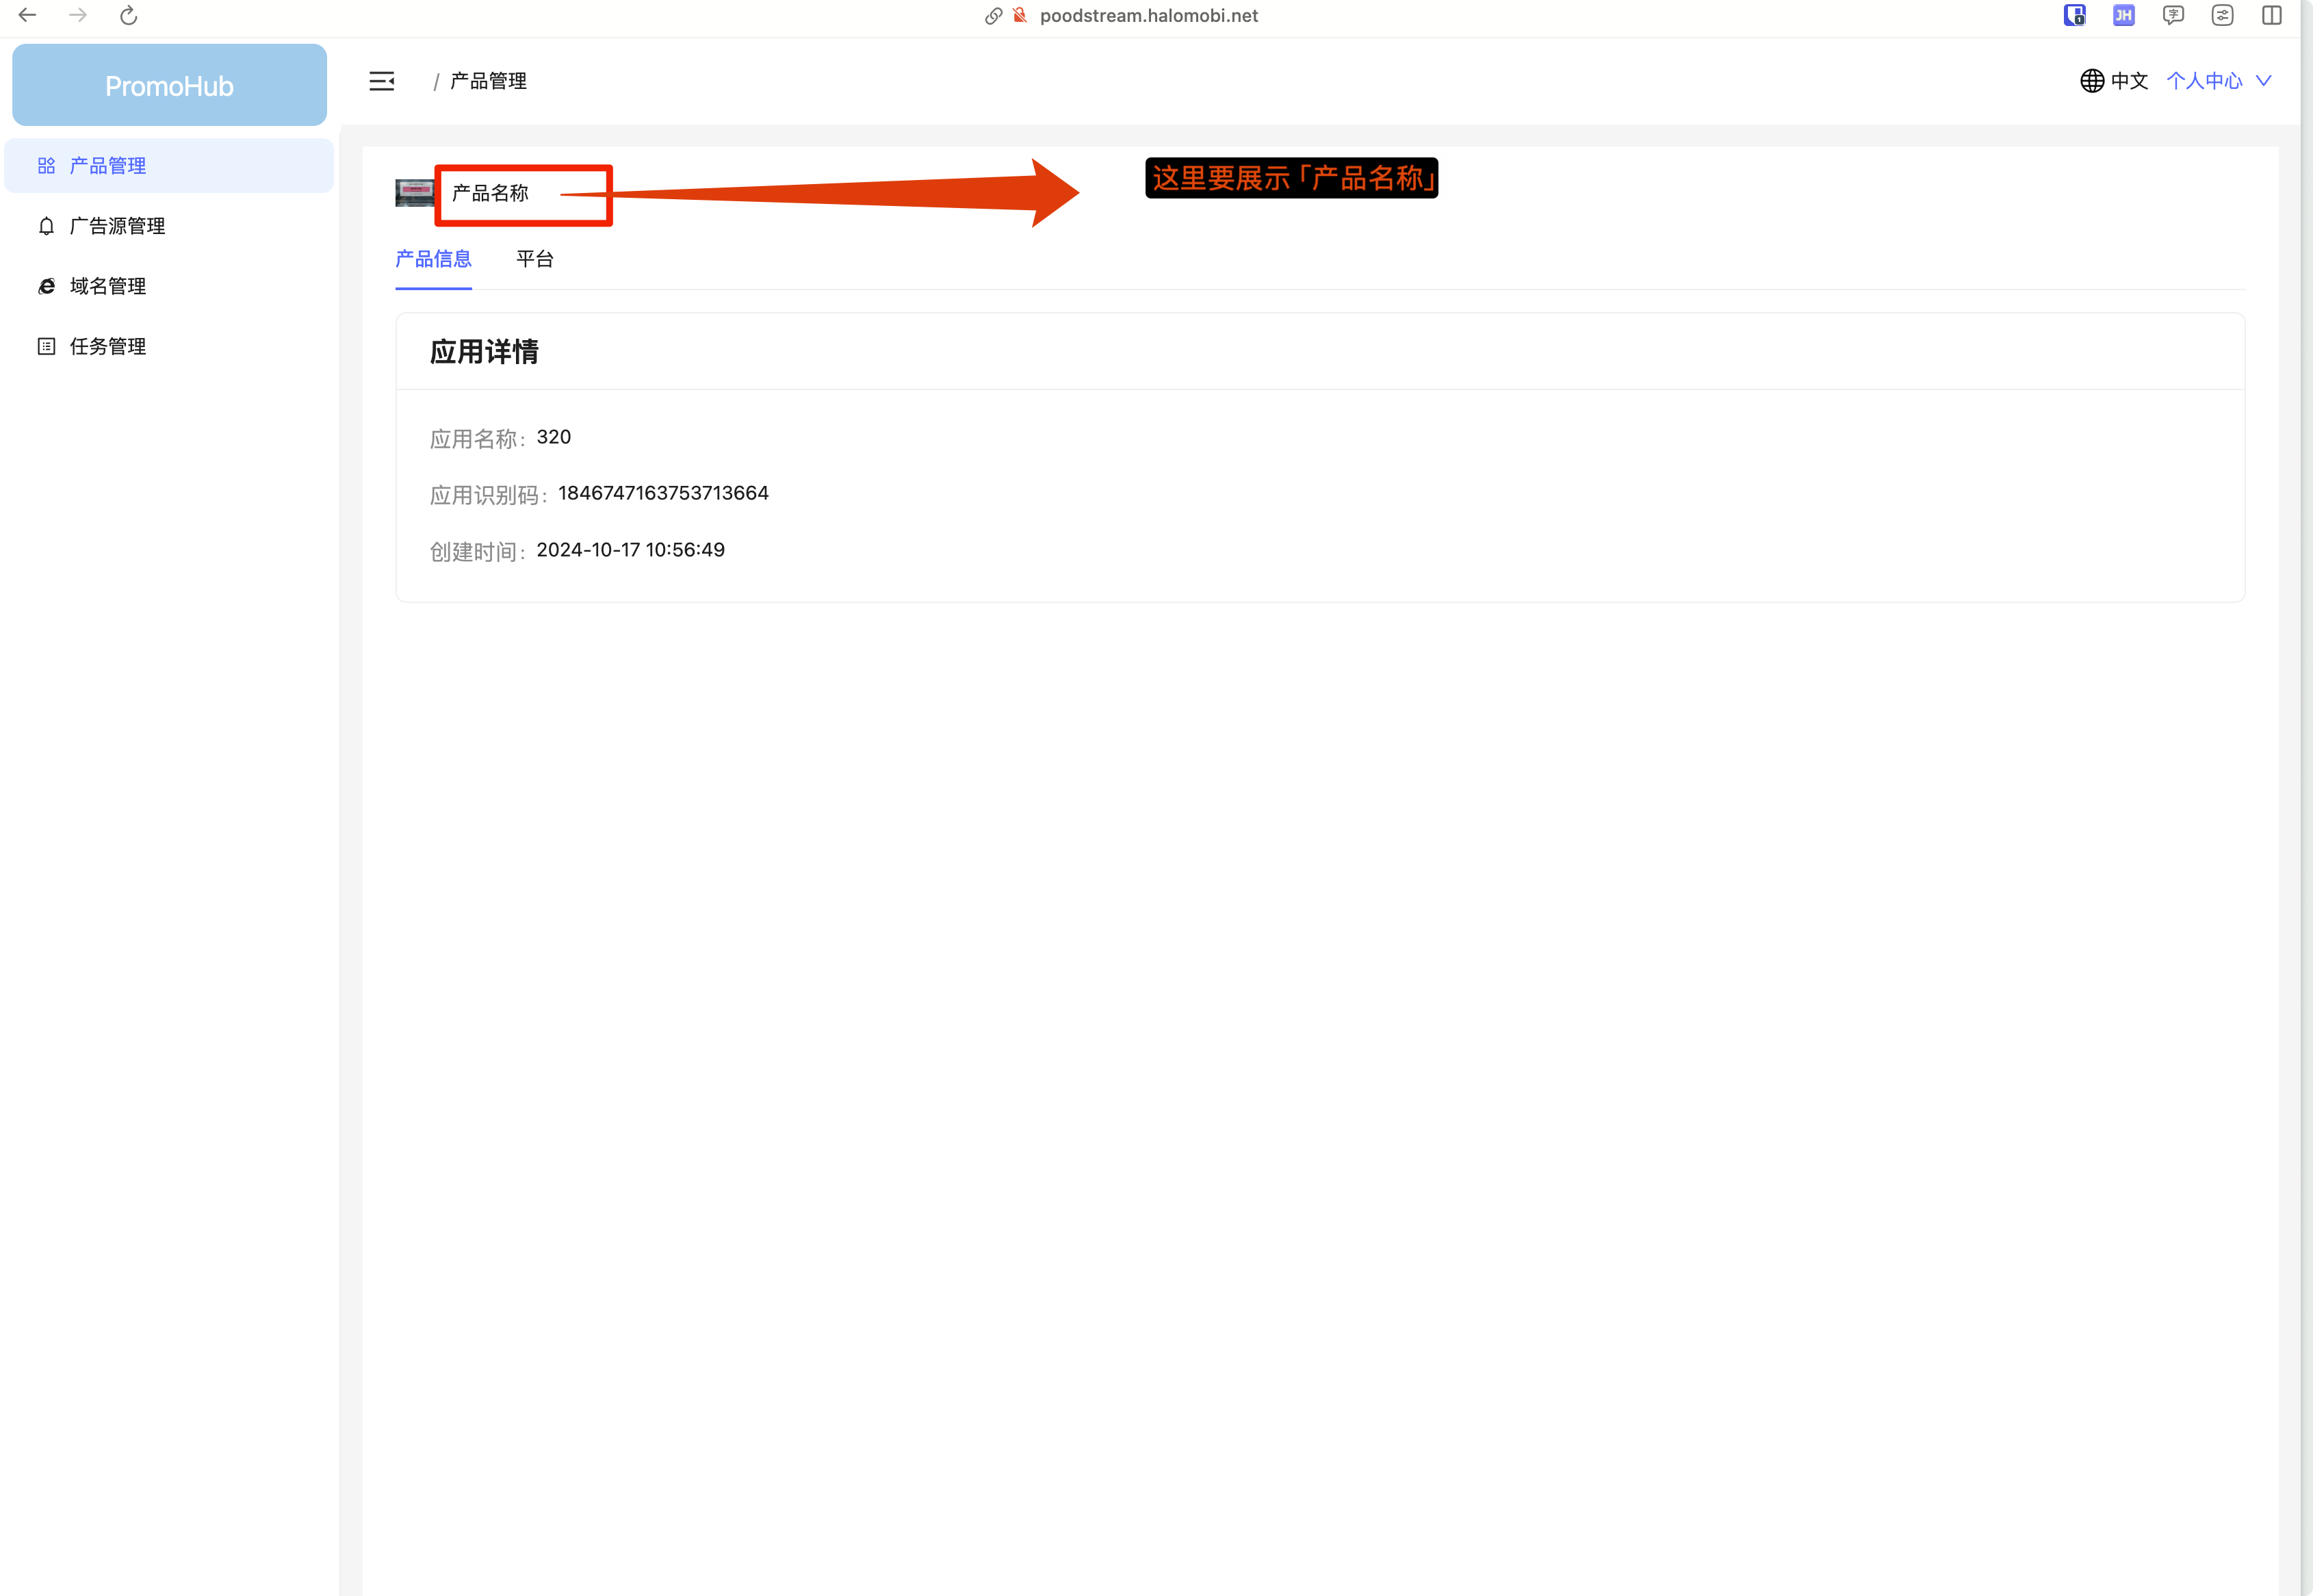 poodstream.halomobi.net
1
JH
字
PromoHub
/ 产品管理
中文
个人中心
产品管理
广告源管理
域名管理
任务管理
产品名称
这里要展示「产品名称」
产品信息
平台
应用详情
应用名称: 320
应用识别码: 1846747163753713664
创建时间: 2024-10-17 10:56:49